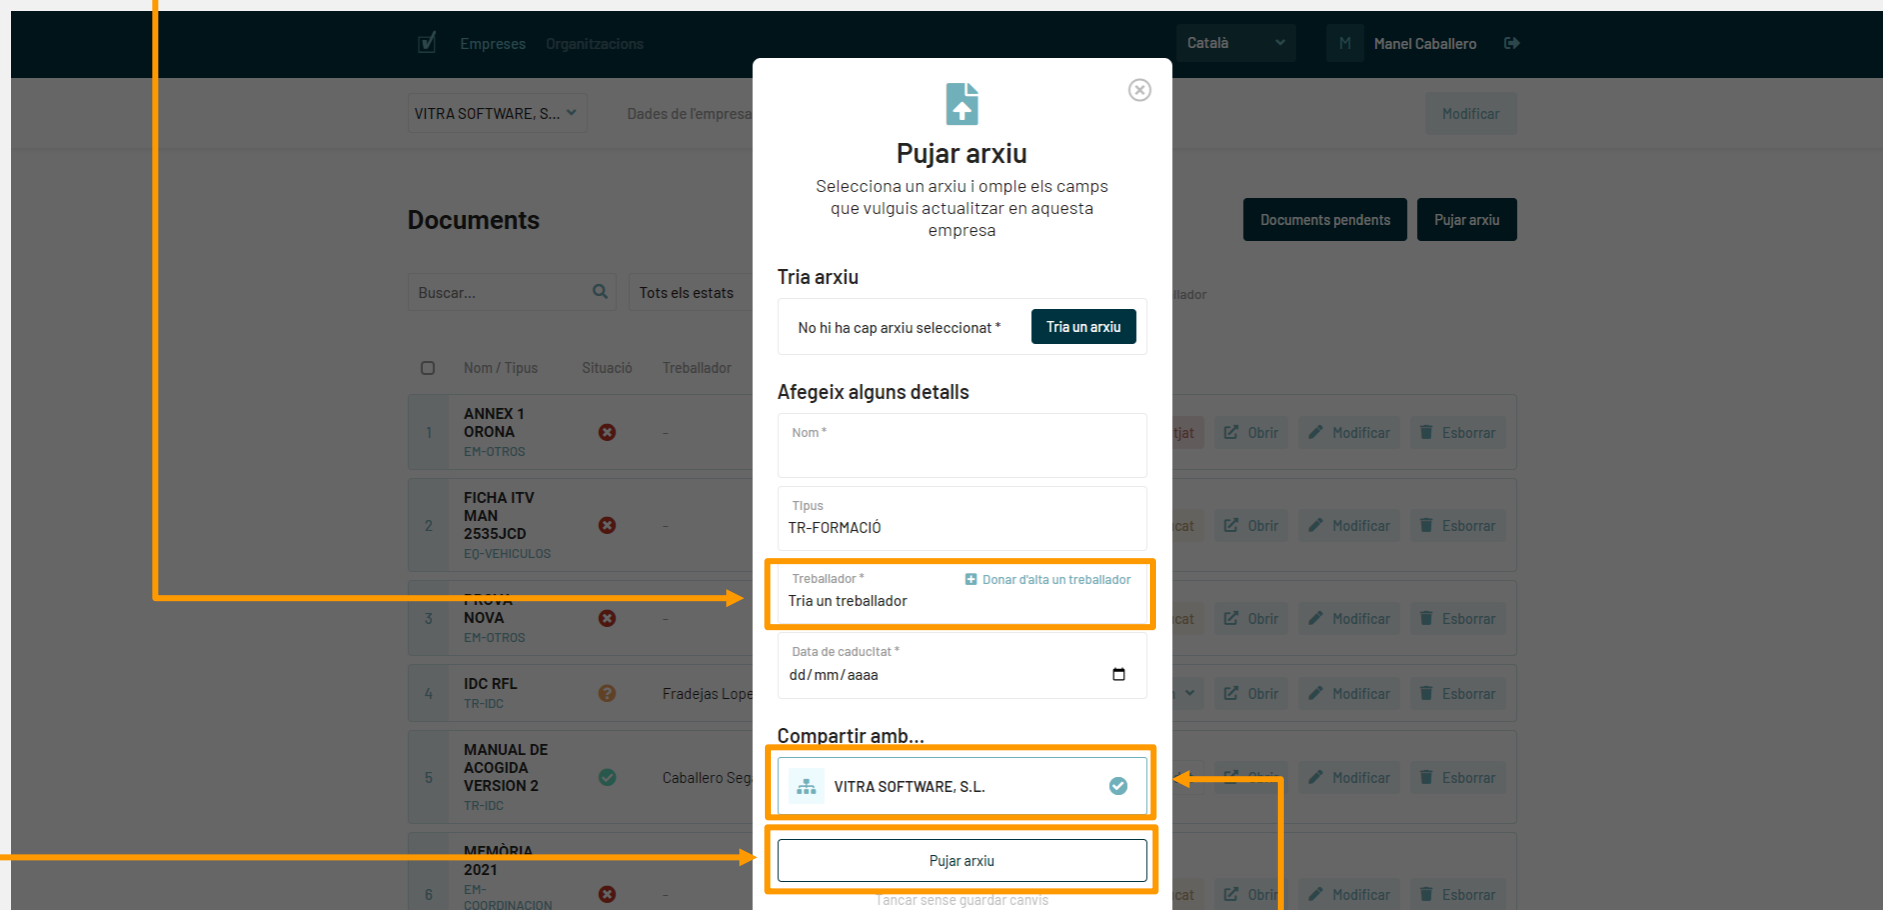 Empreses Organitzacions
Català
M Manel Caballero
VITRA SOFTWARE, S...
Dades de l'empresa
Modificar
Documents
Documents pendents
Pujar arxiu
Buscar...
Tots els estats
Nom / Tipus Situació Treballador
1
ANNEX 1
ORONA
EM-OTROS
-
Obrir Modificar Esborrar
2
FICHA ITV
MAN
2535JCD
EQ-VEHICULOS
-
Obrir Modificar Esborrar
3
PROVA
NOVA
EM-OTROS
-
Obrir Modificar Esborrar
4
IDC RFL
TR-IDC
Fradejas Lope
Obrir Modificar Esborrar
5
MANUAL DE
ACOGIDA
VERSION 2
TR-IDC
Caballero Sega
Obrir Modificar Esborrar
6
MEMÒRIA
2021
EM-
COORDINACION
-
Obrir Modificar Esborrar
Pujar arxiu
Selecciona un arxiu i omple els camps
que vulguis actualitzar en aquesta
empresa
Tria arxiu
No hi ha cap arxiu seleccionat *
Tria un arxiu
Afegeix alguns detalls
Nom *
Tipus
TR-FORMACIÓ
Treballador *
Donar d'alta un treballador
Tria un treballador
Data de caducitat *
dd/mm/aaaa
Compartir amb...
VITRA SOFTWARE, S.L.
Pujar arxiu
Tancar sense guardar canvis